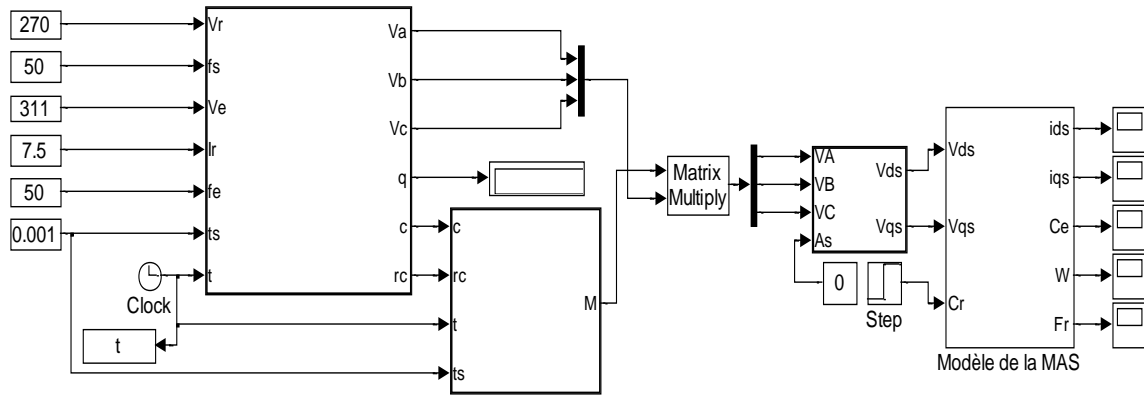 270
50
311
7.5
50
0.001
Clock
t
Vr
fs
Ve
Ir
fe
ts
t
Va
Vb
Vc
q
c
rc
c
rc
t
ts
M
Matrix
Multiply
VA
VB
VC
As
Vds
Vqs
0
Step
Vds
Vqs
Cr
ids
iqs
Ce
W
Fr
Modèle de la MAS